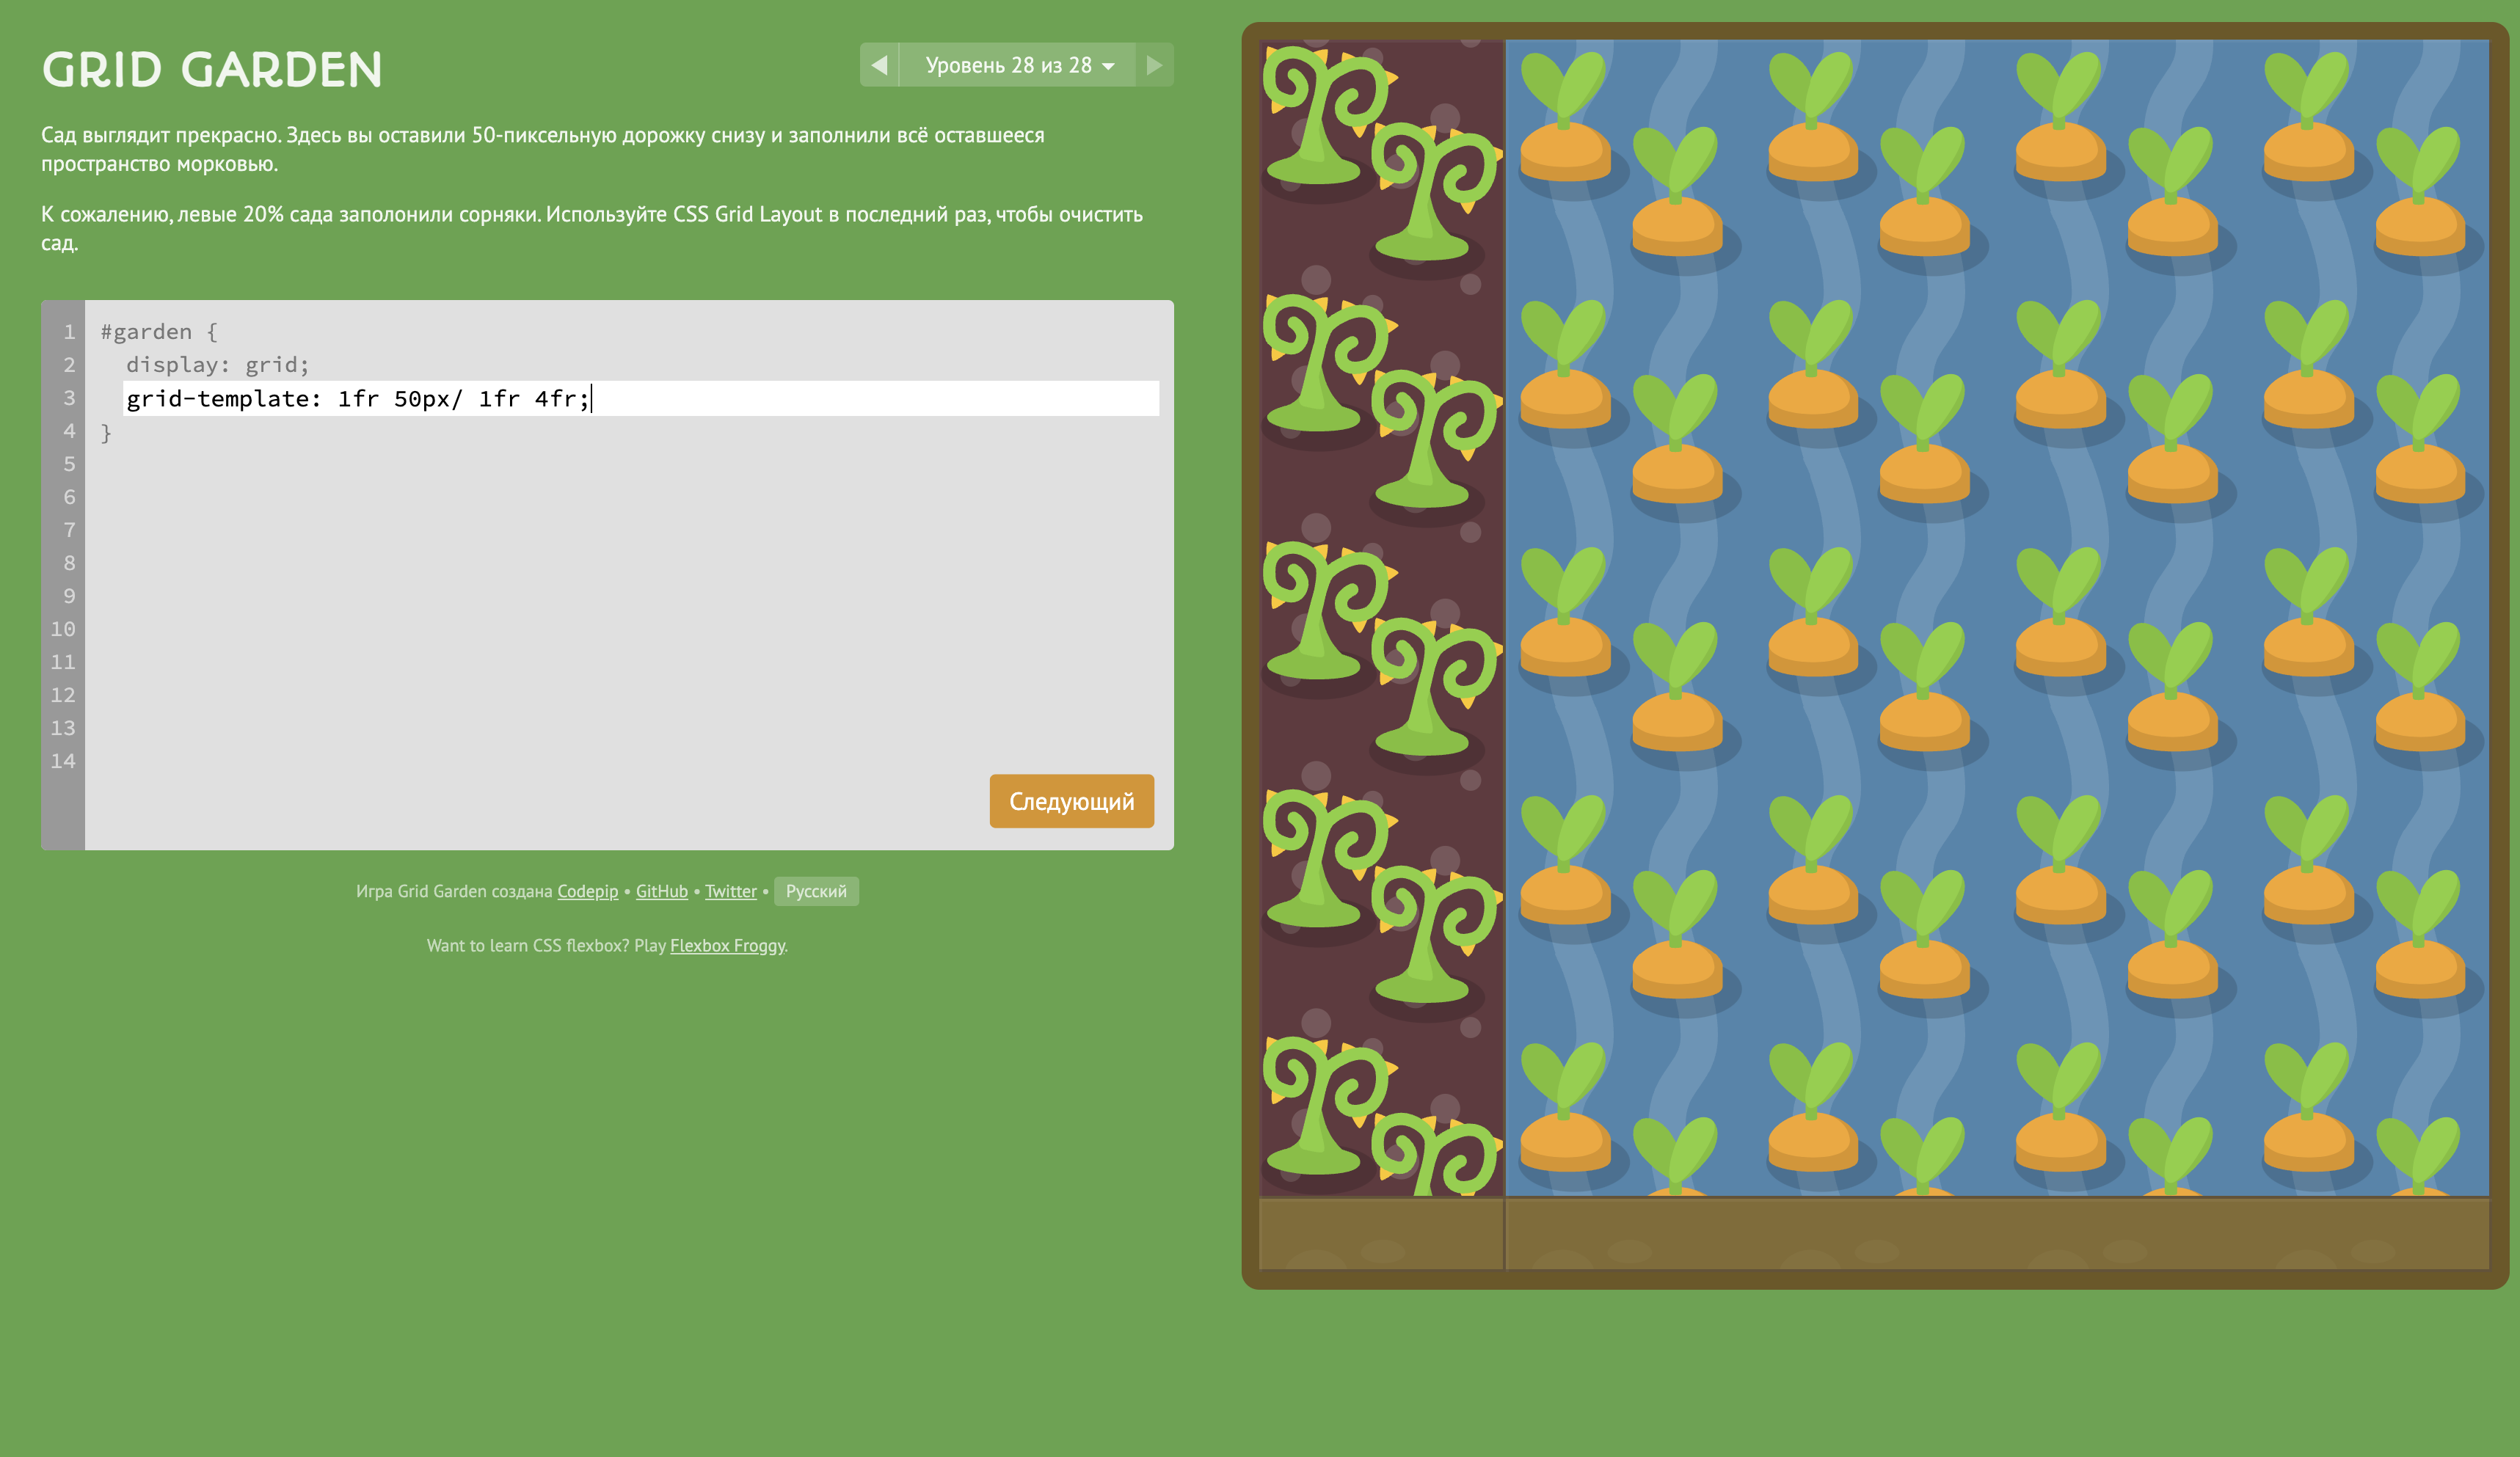 GRID GARDEN
Уровень 28 из 28
Сад выглядит прекрасно. Здесь вы оставили 50-пиксельную дорожку снизу и заполнили всё оставшееся
пространство морковью.
К сожалению, левые 20% сада заполонили сорняки. Используйте CSS Grid Layout в последний раз, чтобы очистить
сад.
1 #garden {
2 display: grid;
3 grid-template: 1fr 50px/ 1fr 4fr;
4 }
5
6
7
8
9
10
11
12
13
14
Следующий
Игра Grid Garden создана Codepip • GitHub • Twitter • Русский
Want to learn CSS flexbox? Play Flexbox Froggy.